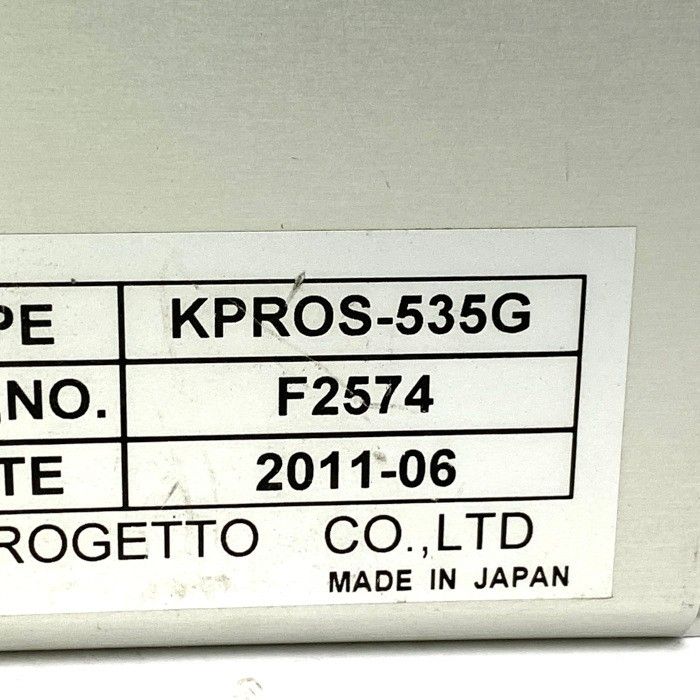 PE KPROS-535G
.NO. F2574
TE 2011-06
ROGETTO CO.,LTD
MADE IN JAPAN